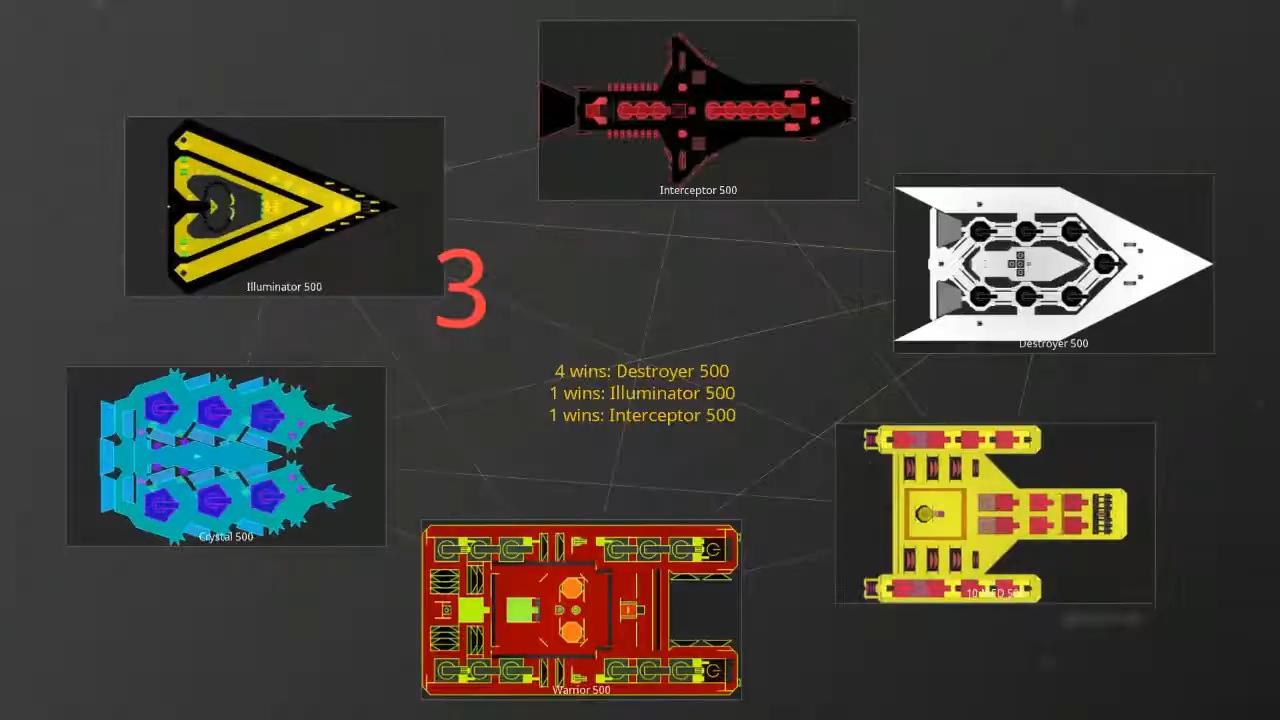 Interceptor 500
Illuminator 500
Destroyer 500
3
4 wins: Destroyer 500
1 wins: Illuminator 500
1 wins: Interceptor 500
Crystal 500
Warrior 500